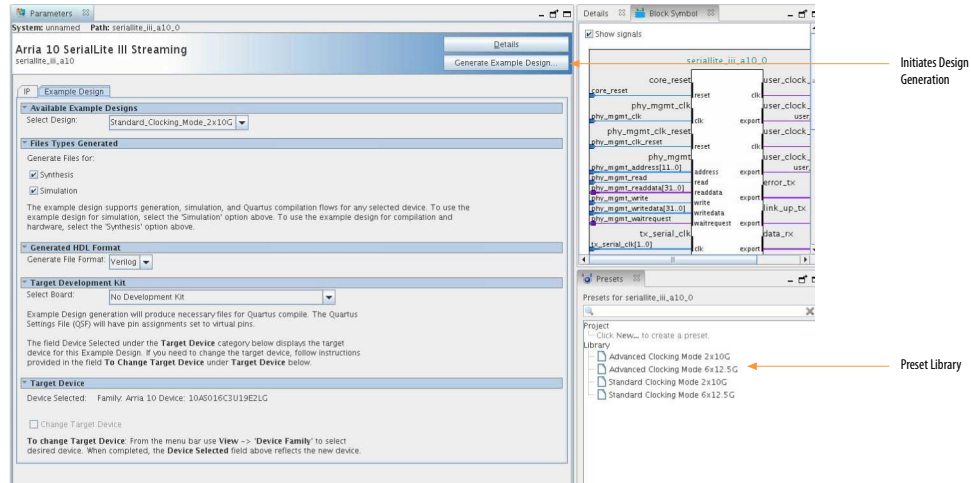 Parameters
System: unnamed Path: seriallite_iii_a10_0
Arria 10 SerialLite III Streaming
seriallite_iii_a10
Details
Generate Example Design...
IP
Example Design
Available Example Designs
Select Design:
Standard_Clocking_Mode_2x10G
Files Types Generated
Generate Files for:
Synthesis
Simulation
The example design supports generation, simulation, and Quartus compilation flows for any selected device. To use the
example design for simulation, select the 'Simulation' option above. To use the example design for compilation and
hardware, select the 'Synthesis' option above.
Generated HDL Format
Generate File Format:
Verilog
Target Development Kit
Select Board:
No Development Kit
Example Design generation will produce necessary files for Quartus compile. The Quartus
Settings File (QSF) will have pin assignments set to virtual pins.
The field Device Selected under the Target Device category below displays the target
device for this Example Design. If you need to change the target device, follow instructions
provided in the field To Change Target Device under Target Device below.
Target Device
Device Selected: Family: Arria 10 Device: 10AS016C3U19E2LG
Change Target Device
To change Target Device: From the menu bar use View -> 'Device Family' to select
desired device. When completed, the Device Selected field above reflects the new device.
Details
Block Symbol
Show signals
seriallite_iii_a10_0
core_reset
user_clock_
core_reset
reset
clk
phy_mgmt_clk
user_clock_
phy_mgmt_clk
user
clk
export
phy_mgmt_clk_reset
user_clock_
phy_mgmt_clk_reset
reset
clk
phy_mgmt
user_clock_
phy_mgmt_address[11..0]
user_
address
export
phy_mgmt_read
read
error_tx
phy_mgmt_readdata[31..0]
readdata
phy_mgmt_write
write
export
phy_mgmt_writedata[31..0]
writedata
link_up_tx
phy_mgmt_waitrequest
waitrequest
export
tx_serial_clk
data_rx
tx_serial_clk[1..0]
clk
export
Presets
Presets for seriallite_iii_a10_0
Project
Click New... to create a preset.
Library
Advanced Clocking Mode 2x10G
Advanced Clocking Mode 6x12.5G
Standard Clocking Mode 2x10G
Standard Clocking Mode 6x12.5G
Initiates Design
Generation
Preset Library